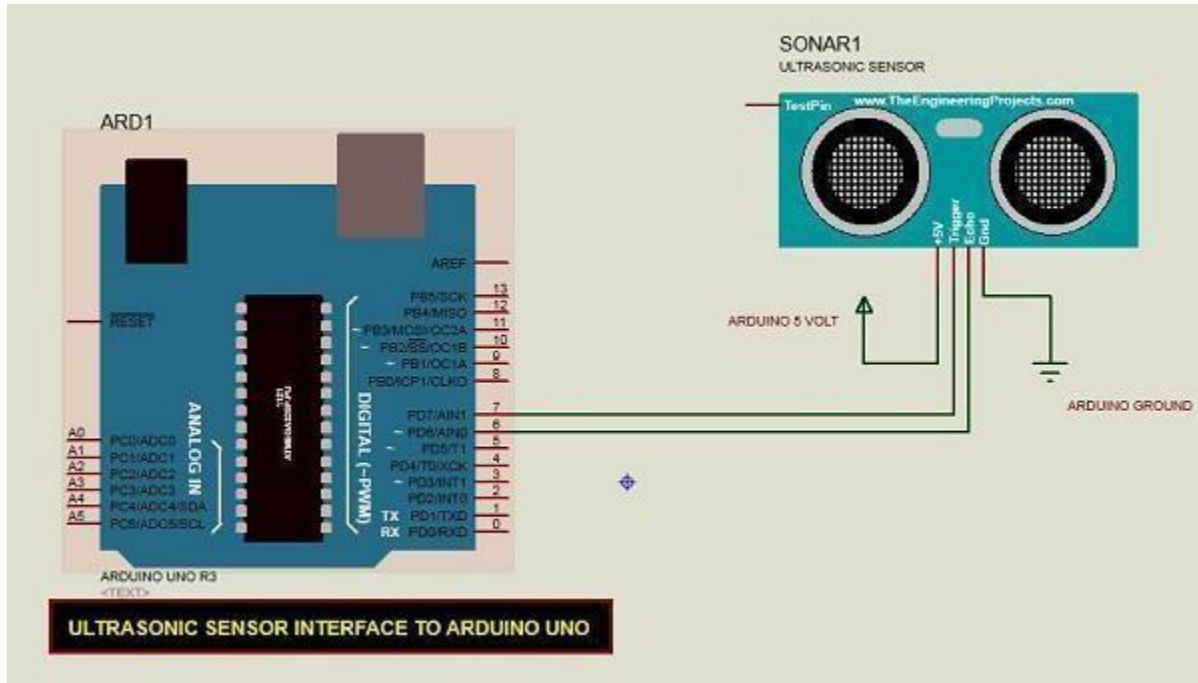 SONAR1
ULTRASONIC SENSOR
TestPin
www.TheEngineeringProjects.com
+5V
Trigger
Echo
Gnd
ARDUINO 5 VOLT
ARDUINO GROUND
ARD1
AREF
RESET
PB5/SCK 13
PB4/MISO 12
~ PB3/MOSI/OC2A 11
~ PB2/SS/OC1B 10
~ PB1/OC1A 9
PB0/ICP1/CLKO 8
PD7/AIN1 7
~ PD6/AIN0 6
~ PD5/T1 5
PD4/T0/XCK 4
~ PD3/INT1 3
PD2/INT0 2
TX PD1/TXD 1
RX PD0/RXD 0
DIGITAL (~PWM)
ANALOG IN
A0 PC0/ADC0
A1 PC1/ADC1
A2 PC2/ADC2
A3 PC3/ADC3
A4 PC4/ADC4/SDA
A5 PC5/ADC5/SCL
ARDUINO UNO R3
<TEXT>
ULTRASONIC SENSOR INTERFACE TO ARDUINO UNO